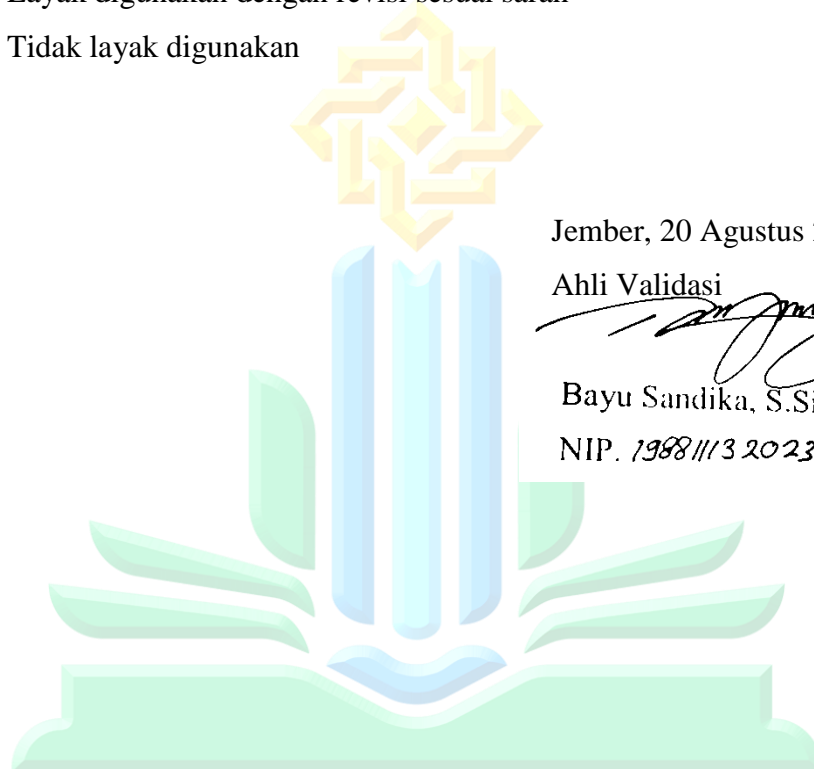 Layak digunakan dengan revisi sesuai saran
Tidak layak digunakan
Jember, 20 Agustus
Ahli Validasi
Bayu Sandika, S.Si
NIP. 19881113 2023